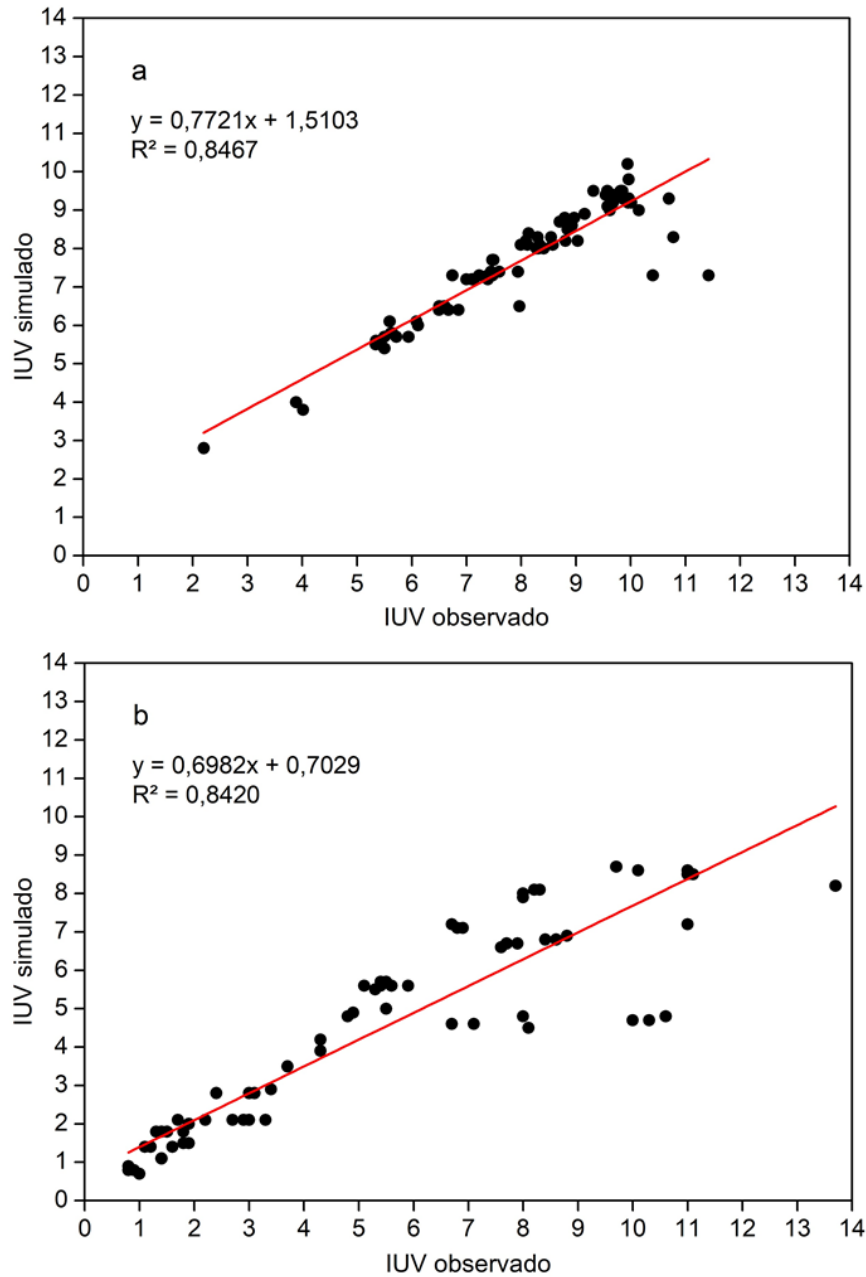 14
13
12
11
10
9
8
7
6
5
4
3
2
1
0
IUV simulado
a
y = 0,7721x + 1,5103
R² = 0,8467
0 1 2 3 4 5 6 7 8 9 10 11 12 13 14
IUV observado
14
13
12
11
10
9
8
7
6
5
4
3
2
1
0
IUV simulado
b
y = 0,6982x + 0,7029
R² = 0,8420
0 1 2 3 4 5 6 7 8 9 10 11 12 13 14
IUV observado